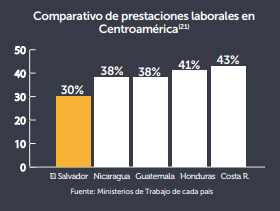 Comparativo de prestaciones laborales en
Centroamérica(21)
50
40
30
20
10
0
30%
38%
38%
41%
43%
El Salvador Nicaragua Guatemala Honduras Costa R.
Fuente: Ministerios de Trabajo de cada país